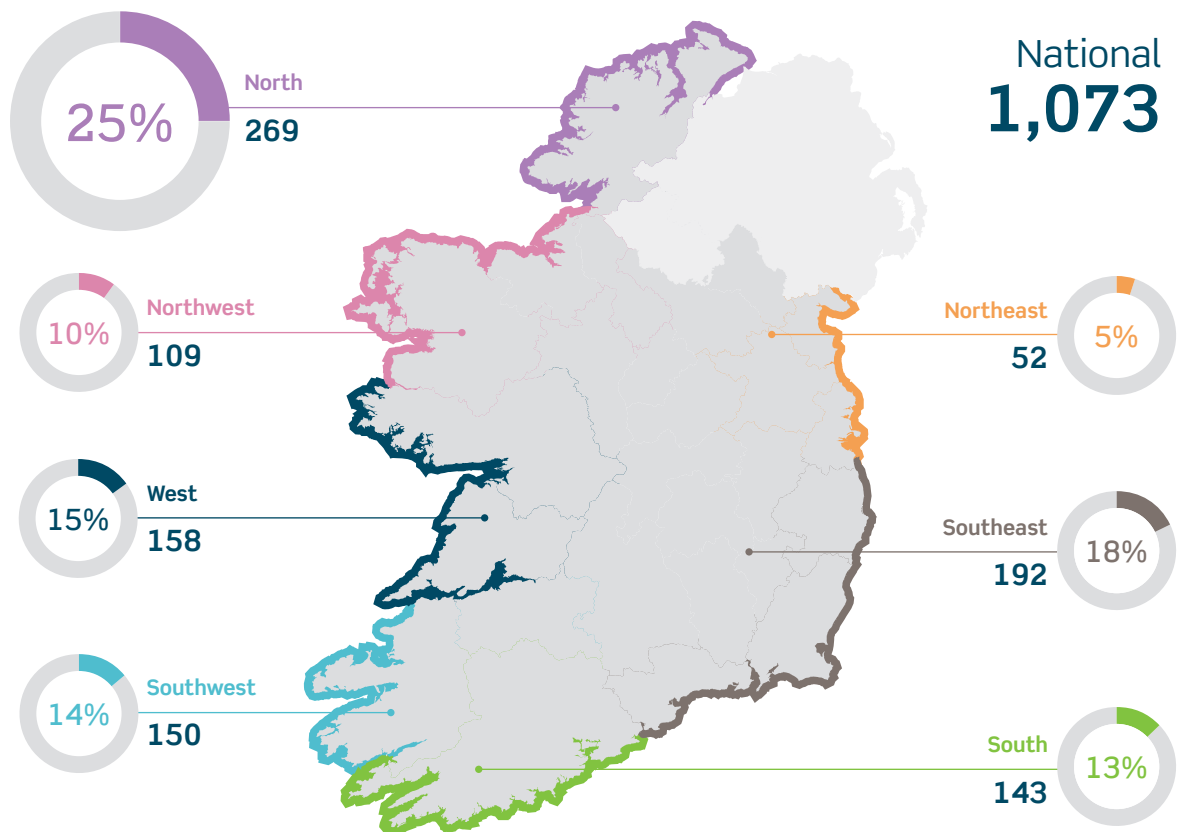 National
1,073
25%
North
269
10%
Northwest
109
Northeast
52
5%
15%
West
158
Southeast
192
18%
14%
Southwest
150
South
143
13%